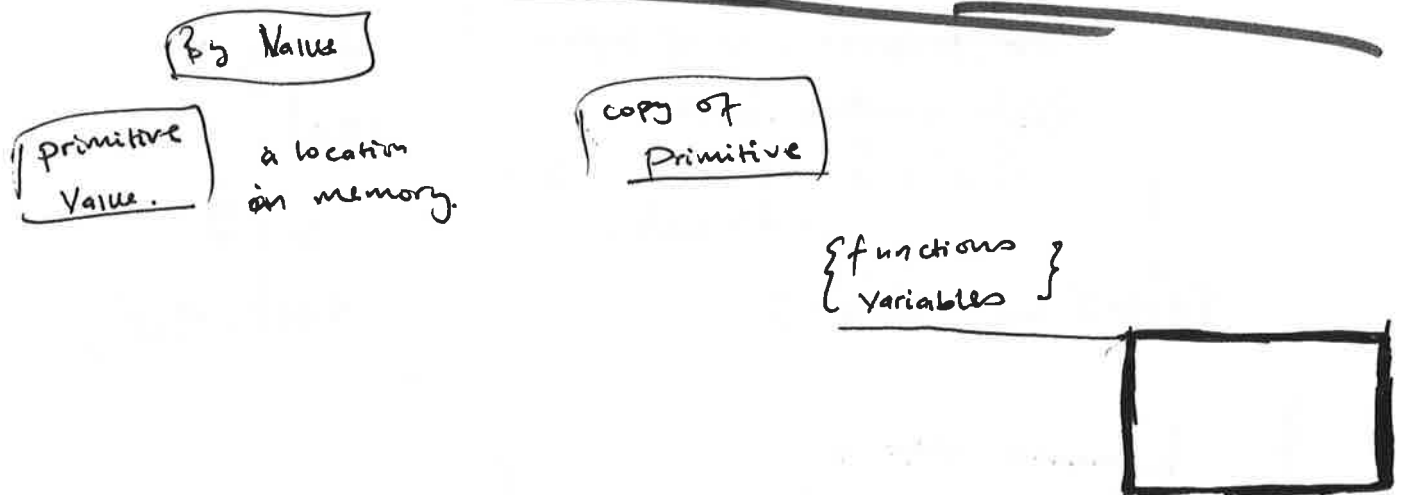 By Value
primitive
Value.
a location
in memory.
copy of
Primitive
{functions }
variables